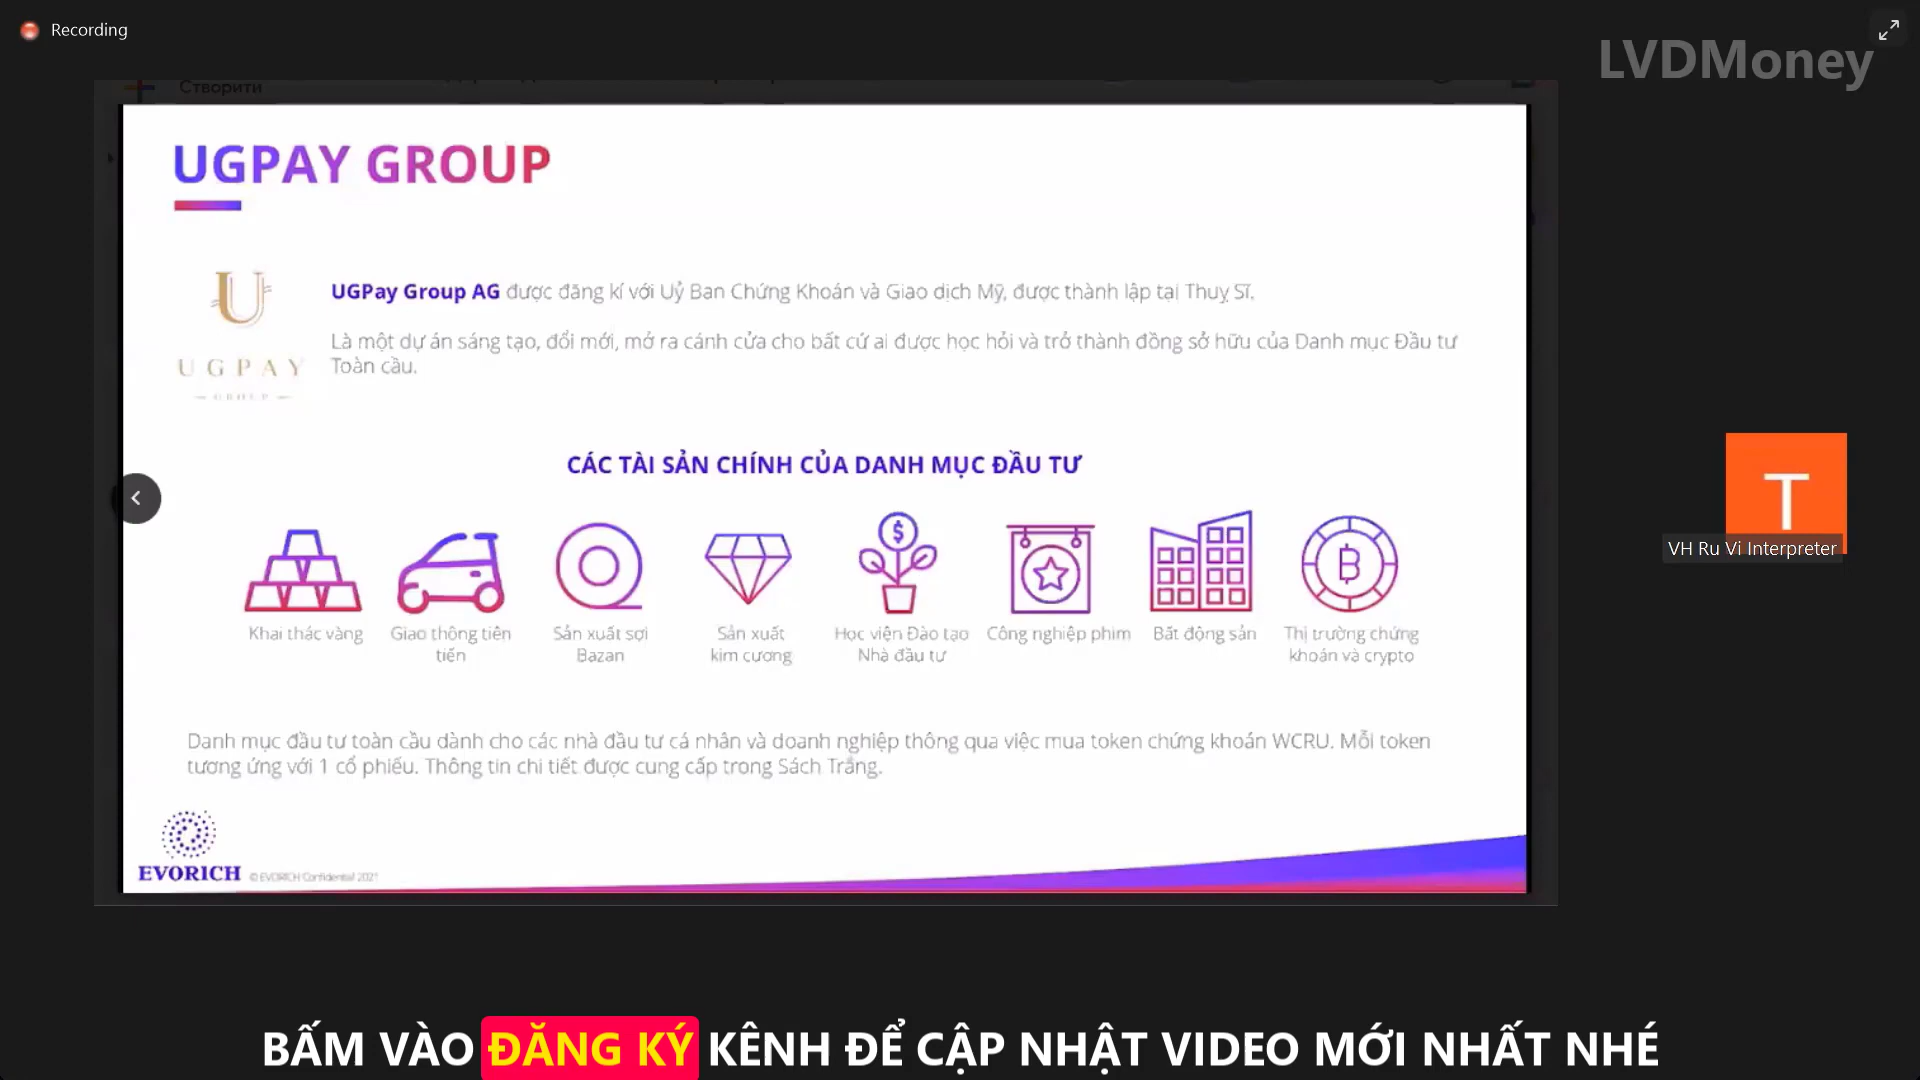 Recording
LVDMoney
Створити
UGPAY GROUP
U
UGPAY
GROUP
UGPay Group AG được đăng kí với Uỷ Ban Chứng Khoán và Giao dịch Mỹ, được thành lập tại Thuỵ Sĩ.
Là một dự án sáng tạo, đổi mới, mở ra cánh cửa cho bất cứ ai được học hỏi và trở thành đồng sở hữu của Danh mục Đầu tư
Toàn cầu.
CÁC TÀI SẢN CHÍNH CỦA DANH MỤC ĐẦU TƯ
Khai thác vàng
Giao thông tiên
tiến
Sản xuất sợi
Bazan
Sản xuất
kim cương
Học viện Đào tạo
Nhà đầu tư
Công nghiệp phim
Bất động sản
Thị trường chứng
khoán và crypto
Danh mục đầu tư toàn cầu dành cho các nhà đầu tư cá nhân và doanh nghiệp thông qua việc mua token chứng khoán WCRU. Mỗi token
tương ứng với 1 cổ phiếu. Thông tin chi tiết được cung cấp trong Sách Trắng.
EVORICH © EVORICH Confidential 2021
T
VH Ru Vi Interpreter
BẤM VÀO ĐĂNG KÝ KÊNH ĐỂ CẬP NHẬT VIDEO MỚI NHẤT NHÉ